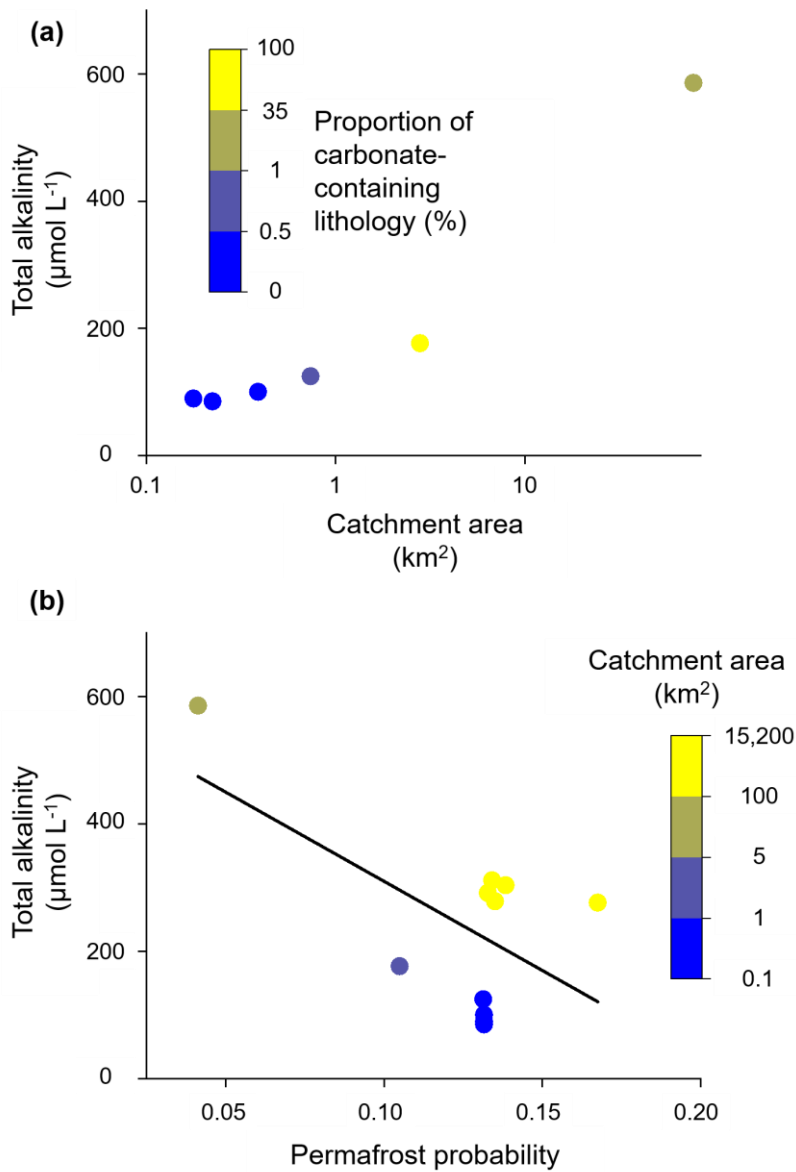 (a)
100
35
1
0.5
0
Proportion of
carbonate-
containing
lithology (%)
Total alkalinity
(µmol L⁻¹)
600
400
200
0
0.1
1
10
Catchment area
(km²)
(b)
Catchment area
(km²)
15,200
100
5
1
0.1
Total alkalinity
(µmol L⁻¹)
600
400
200
0
0.05
0.10
0.15
0.20
Permafrost probability